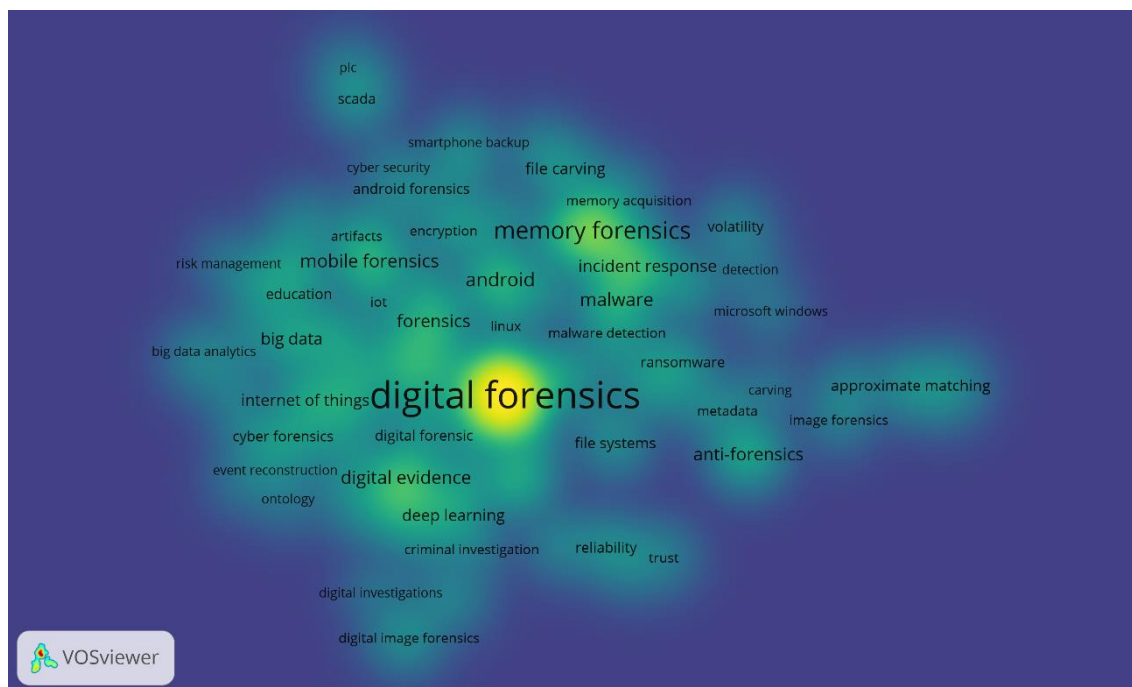 plc
scada
smartphone backup
cyber security
file carving
android forensics
memory acquisition
artifacts
encryption
memory forensics
volatility
risk management
mobile forensics
incident response
detection
android
education
iot
malware
microsoft windows
forensics
linux
malware detection
big data
big data analytics
ransomware
internet of things
digital forensics
carving
approximate matching
metadata
image forensics
cyber forensics
digital forensic
file systems
anti-forensics
event reconstruction
digital evidence
ontology
deep learning
criminal investigation
reliability
trust
digital investigations
digital image forensics
VOSviewer